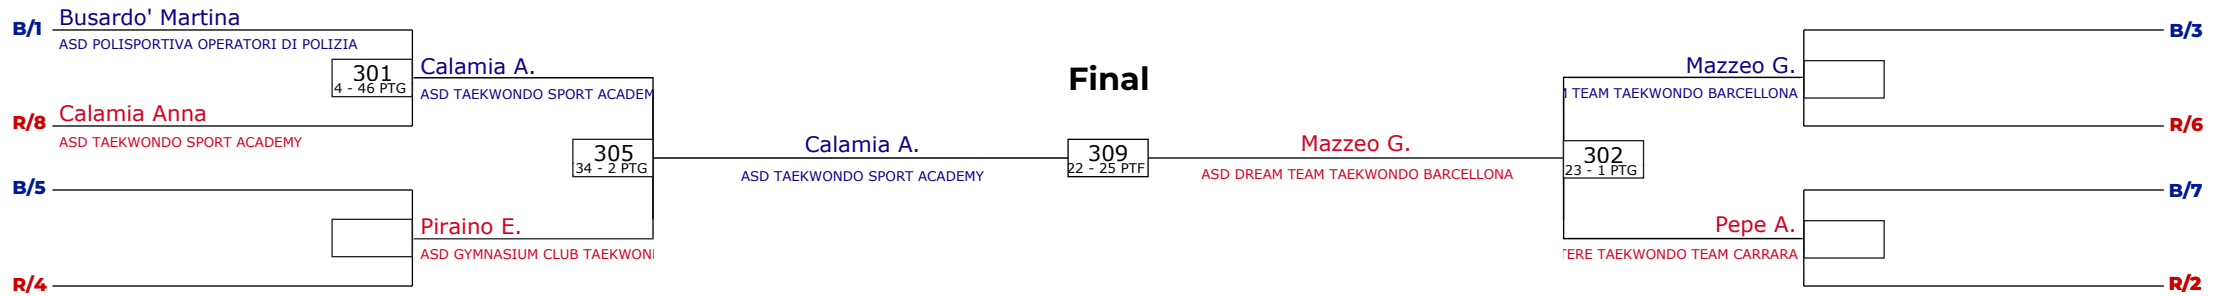 B/1
Busardo' Martina
ASD POLISPORTIVA OPERATORI DI POLIZIA
301
4 - 46 PTG
R/8
Calamia Anna
ASD TAEKWONDO SPORT ACADEMY
Calamia A.
ASD TAEKWONDO SPORT ACADEM
305
34 - 2 PTG
B/5
R/4
Piraino E.
ASD GYMNASIUM CLUB TAEKWON
Calamia A.
ASD TAEKWONDO SPORT ACADEMY
Final
309
22 - 25 PTF
Mazzeo G.
ASD DREAM TEAM TAEKWONDO BARCELLONA
Mazzeo G.
TEAM TAEKWONDO BARCELLONA
302
23 - 1 PTG
Pepe A.
TERE TAEKWONDO TEAM CARRARA
B/3
R/6
B/7
R/2